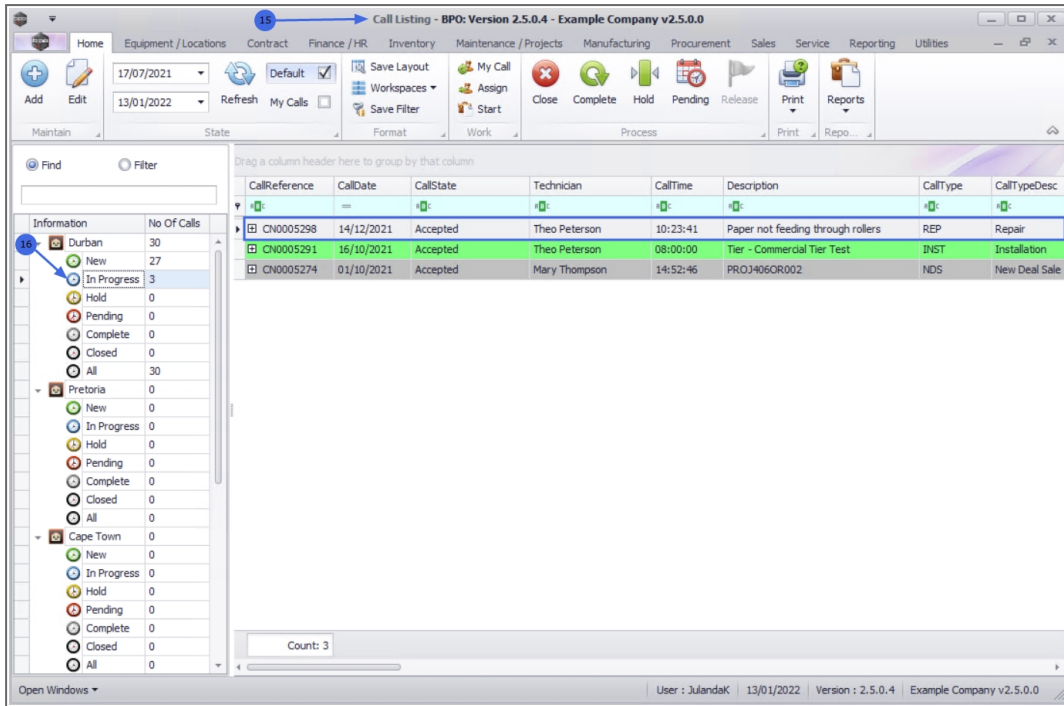 15
Call Listing - BPO: Version 2.5.0.4 - Example Company v2.5.0.0
Home Equipment / Locations Contract Finance / HR Inventory Maintenance / Projects Manufacturing Procurement Sales Service Reporting Utilities
Add Edit
17/07/2021
13/01/2022
Refresh
Default
My Calls
Save Layout
Workspaces
Save Filter
My Call
Assign
Start
Close Complete Hold Pending Release
Print Reports
Maintain State Format Work Process Print Repo...
Find Filter
Drag a column header here to group by that column
CallReference CallDate CallState Technician CallTime Description CallType CallTypeDesc
CN0005298 14/12/2021 Accepted Theo Peterson 10:23:41 Paper not feeding through rollers REP Repair
CN0005291 16/10/2021 Accepted Theo Peterson 08:00:00 Tier - Commercial Tier Test INST Installation
CN0005274 01/10/2021 Accepted Mary Thompson 14:52:46 PROJ406OR002 NDS New Deal Sale
Information No Of Calls
16
Durban 30
New 27
In Progress 3
Hold 0
Pending 0
Complete 0
Closed 0
All 30
Pretoria 0
New 0
In Progress 0
Hold 0
Pending 0
Complete 0
Closed 0
All 0
Cape Town 0
New 0
In Progress 0
Hold 0
Pending 0
Complete 0
Closed 0
All 0
Count: 3
Open Windows
User : JulandaK 13/01/2022 Version : 2.5.0.4 Example Company v2.5.0.0